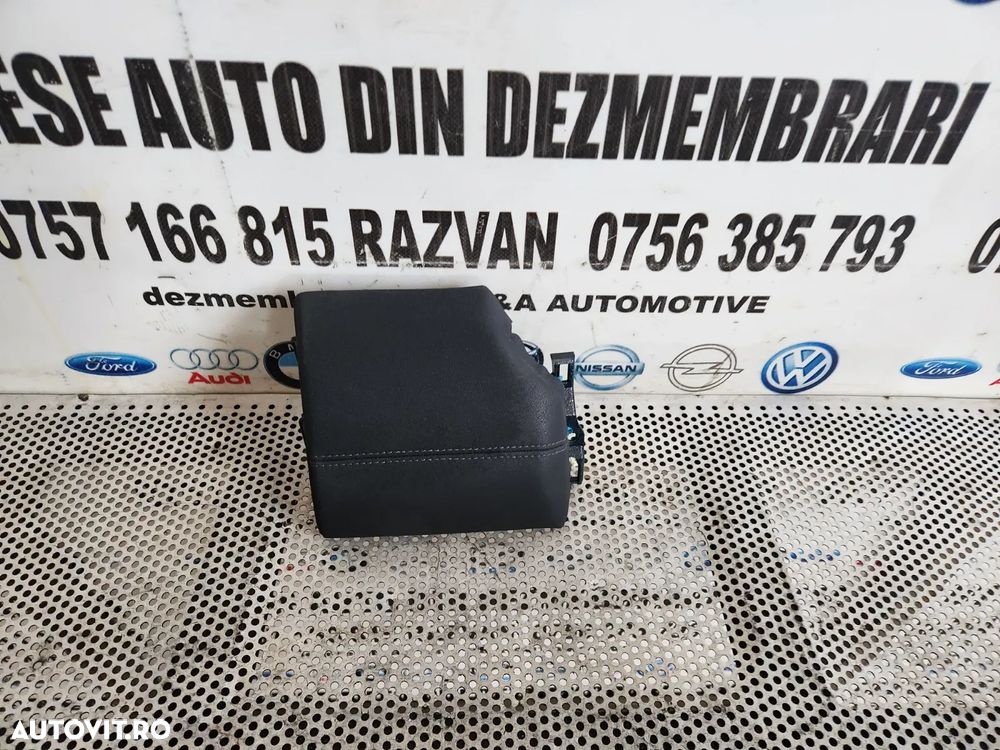 ESE AUTO DIN DEZMEMBRARI
0757 166 815 RAZVAN 0756 385 793
dezmemb &A AUTOMOTIVE
Ford Audi NISSAN Ford
AUTOVIT.RO